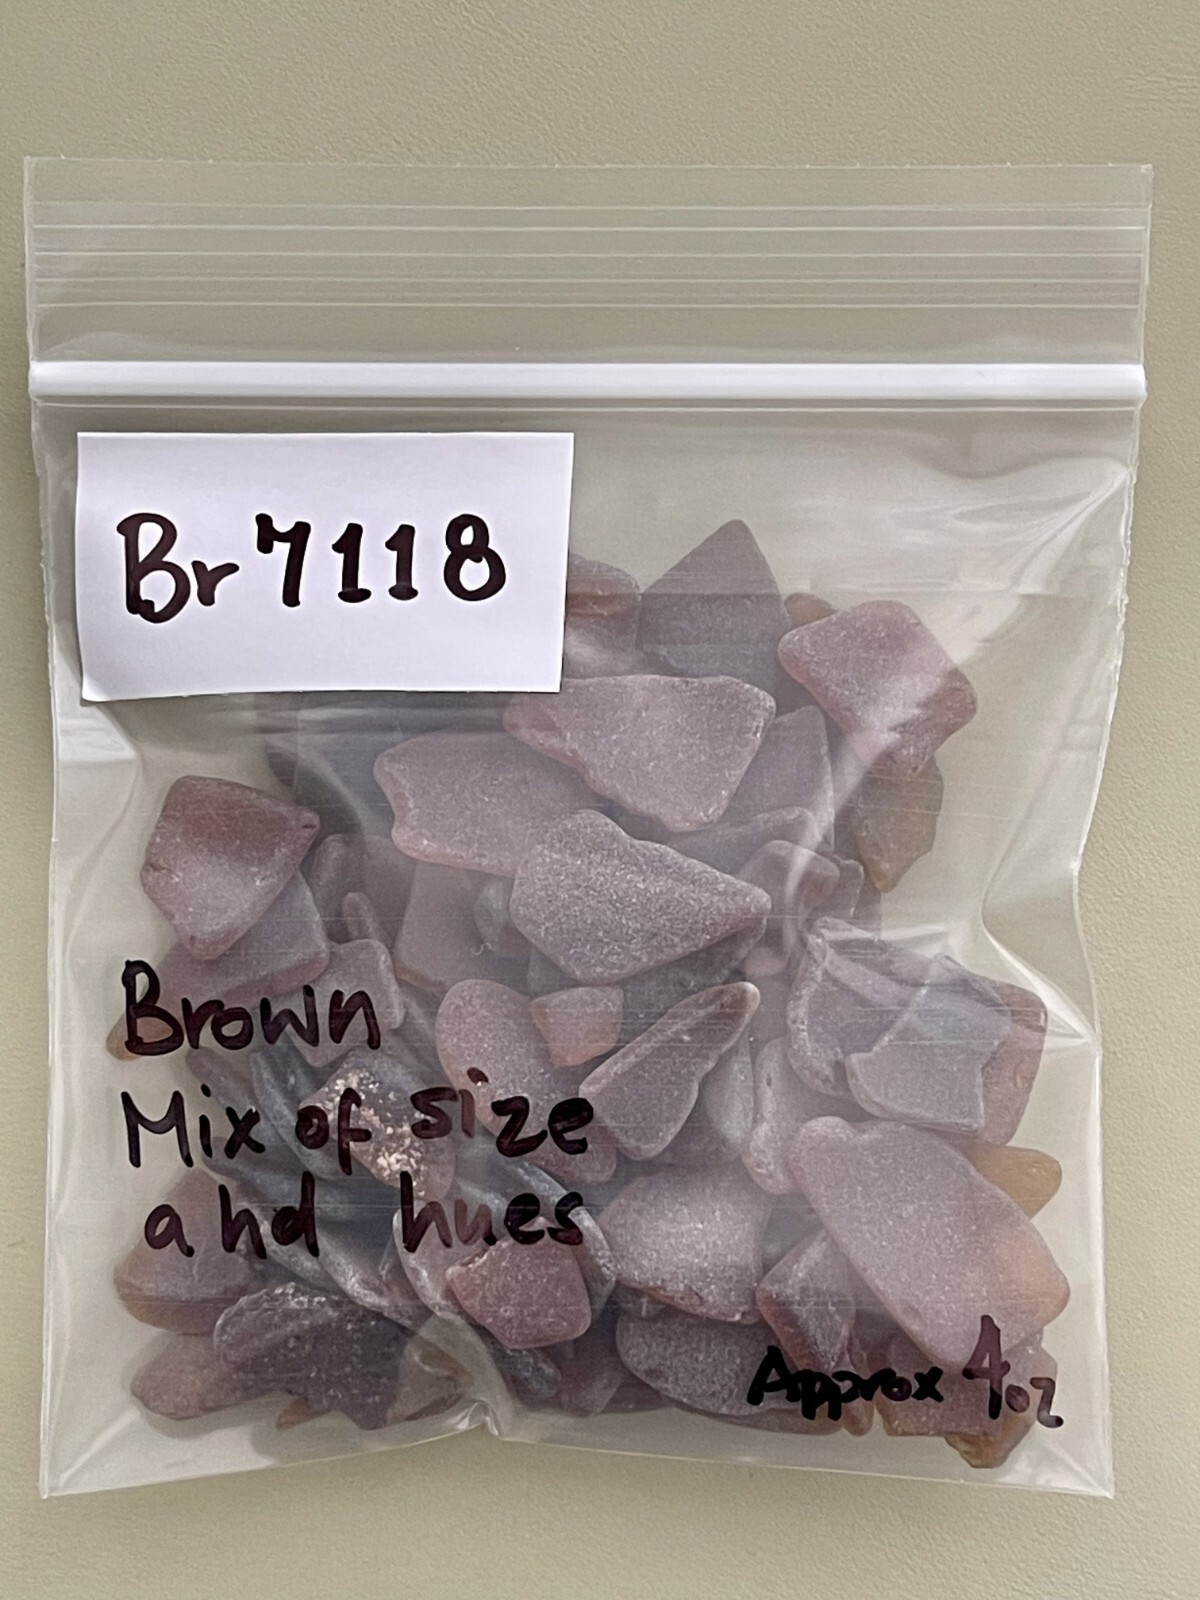 Br7118
Brown
Mix of size
and hues
Approx 4oz